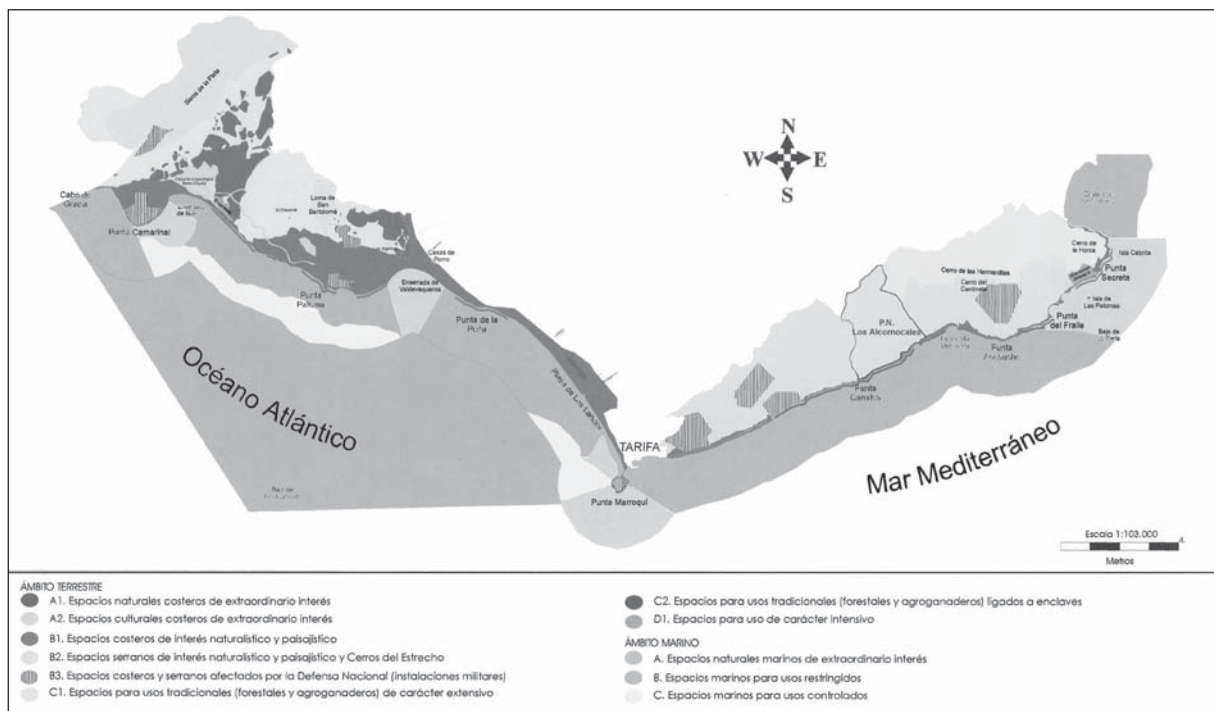 Sierra de la Plata
N
W E
S
Cabo de
Gracia
Punta Camarinal
Loma de
San
Bartolomé
Casas de
Porro
Ensenada de
Valdevaqueros
Punta
Paloma
Punta de la
Peña
Playa de Los Lances
Océano Atlántico
TARIFA
Punta Marroquí
P.N.
Los Alcornocales
Punta
Canales
Cerro de las Hermanillas
Cerro del
Centinela
Cerro de
la Horca
Isla Cabrita
Punta
Secreta
Isla de
Las Palomas
Punta
del Fraile
Punta
Mar Mediterráneo
Escala 1:103.000
4
Metros
ÁMBITO TERRESTRE
A1. Espacios naturales costeros de extraordinario interés
A2. Espacios culturales costeros de extraordinario interés
B1. Espacios costeros de interés naturalístico y paisajístico
B2. Espacios serranos de interés naturalístico y paisajístico y Cerros del Estrecho
B3. Espacios costeros y serranos afectados por la Defensa Nacional (instalaciones militares)
C1. Espacios para usos tradicionales (forestales y agroganaderos) de carácter extensivo
C2. Espacios para usos tradicionales (forestales y agroganaderos) ligados a enclaves
D1. Espacios para uso de carácter intensivo
ÁMBITO MARINO
A. Espacios naturales marinos de extraordinario interés
B. Espacios marinos para usos restringidos
C. Espacios marinos para usos controlados